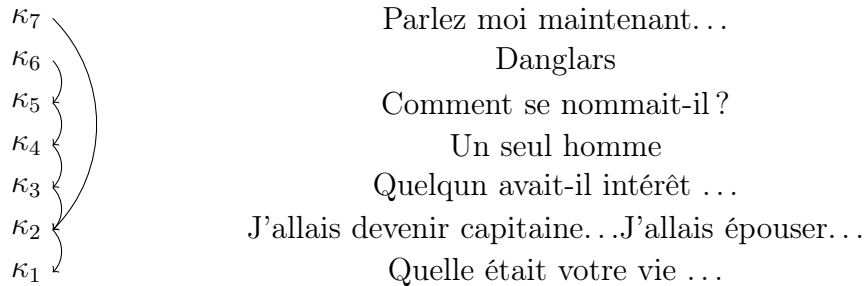 κ₇ Parlez moi maintenant…
κ₆ Danglars
κ₅ Comment se nommait-il ?
κ₄ Un seul homme
κ₃ Quelqun avait-il intérêt …
κ₂ J'allais devenir capitaine…J'allais épouser…
κ₁ Quelle était votre vie …